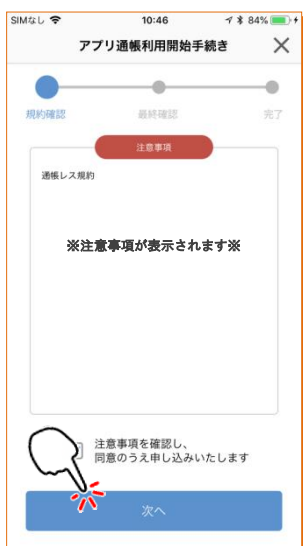 SIMなし 10:46 84%
アプリ通帳利用開始手続き
規約確認 最終確認 完了
注意事項
通帳レス規約
※注意事項が表示されます※
注意事項を確認し、
同意のうえ申し込みいたします
次へ